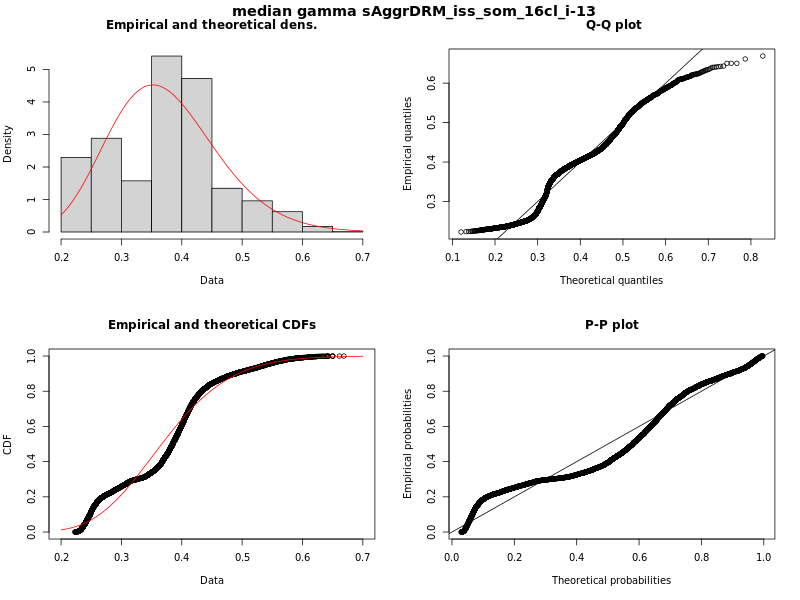 median gamma sAggrDRM_iss_som_16cl_i-13
Empirical and theoretical dens.
Density
0 1 2 3 4 5
0.2 0.3 0.4 0.5 0.6 0.7
Data
Q-Q plot
Empirical quantiles
0.3 0.4 0.5 0.6
0.1 0.2 0.3 0.4 0.5 0.6 0.7 0.8
Theoretical quantiles
Empirical and theoretical CDFs
CDF
0.0 0.2 0.4 0.6 0.8 1.0
0.2 0.3 0.4 0.5 0.6 0.7
Data
P-P plot
Empirical probabilities
0.0 0.2 0.4 0.6 0.8 1.0
0.0 0.2 0.4 0.6 0.8 1.0
Theoretical probabilities